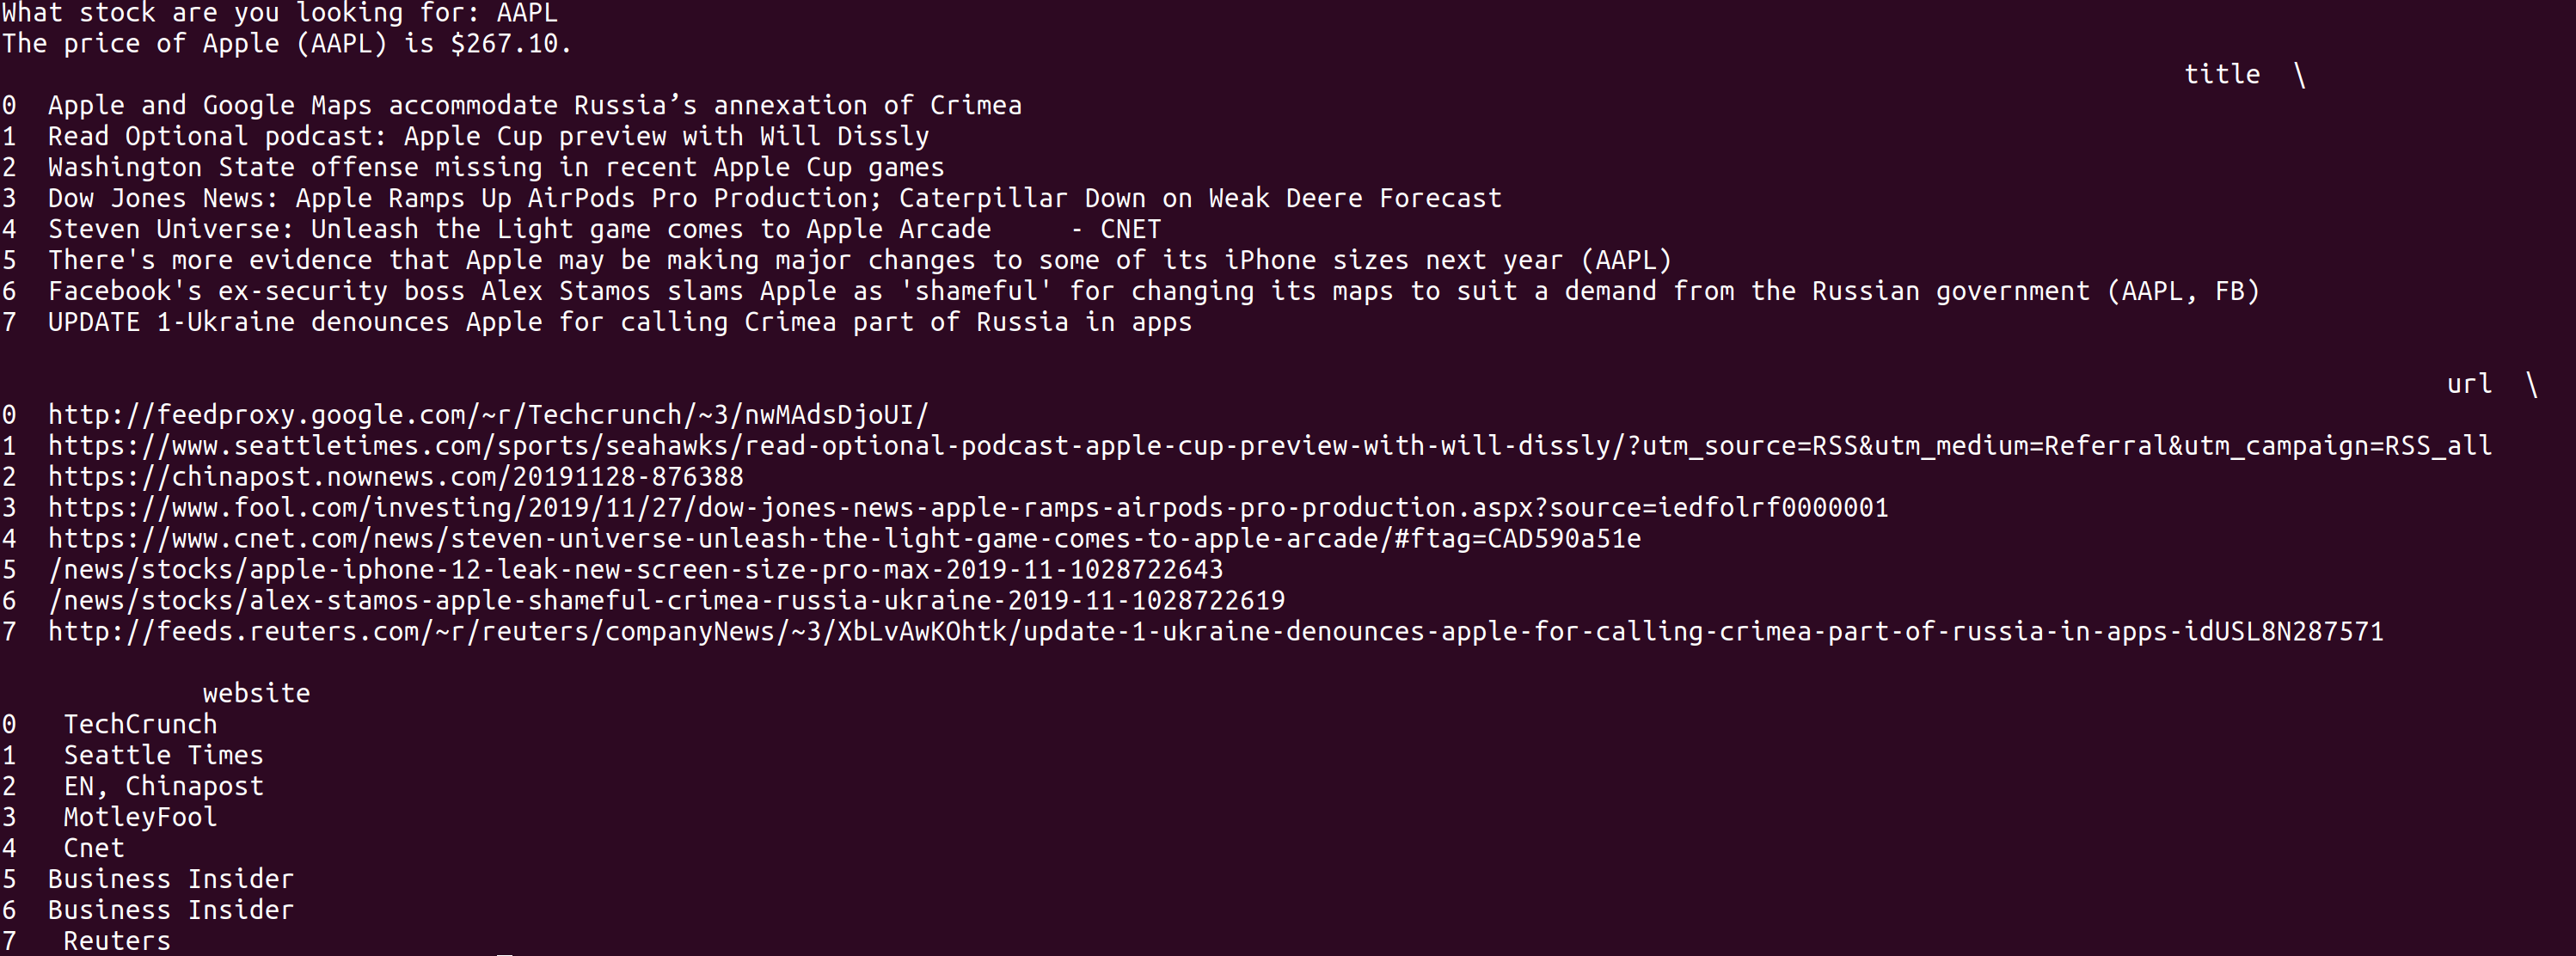 What stock are you looking for: AAPL
The price of Apple (AAPL) is $267.10.
title \
0 Apple and Google Maps accommodate Russia’s annexation of Crimea
1 Read Optional podcast: Apple Cup preview with Will Dissly
2 Washington State offense missing in recent Apple Cup games
3 Dow Jones News: Apple Ramps Up AirPods Pro Production; Caterpillar Down on Weak Deere Forecast
4 Steven Universe: Unleash the Light game comes to Apple Arcade     - CNET
5 There's more evidence that Apple may be making major changes to some of its iPhone sizes next year (AAPL)
6 Facebook's ex-security boss Alex Stamos slams Apple as 'shameful' for changing its maps to suit a demand from the Russian government (AAPL, FB)
7 UPDATE 1-Ukraine denounces Apple for calling Crimea part of Russia in apps
url \
0 http://feedproxy.google.com/~r/Techcrunch/~3/nwMAdsDjoUI/
1 https://www.seattletimes.com/sports/seahawks/read-optional-podcast-apple-cup-preview-with-will-dissly/?utm_source=RSS&utm_medium=Referral&utm_campaign=RSS_all
2 https://chinapost.nownews.com/20191128-876388
3 https://www.fool.com/investing/2019/11/27/dow-jones-news-apple-ramps-airpods-pro-production.aspx?source=iedfolrf0000001
4 https://www.cnet.com/news/steven-universe-unleash-the-light-game-comes-to-apple-arcade/#ftag=CAD590a51e
5 /news/stocks/apple-iphone-12-leak-new-screen-size-pro-max-2019-11-1028722643
6 /news/stocks/alex-stamos-apple-shameful-crimea-russia-ukraine-2019-11-1028722619
7 http://feeds.reuters.com/~r/reuters/companyNews/~3/XbLvAwKOhtk/update-1-ukraine-denounces-apple-for-calling-crimea-part-of-russia-in-apps-idUSL8N287571
website
0 TechCrunch
1 Seattle Times
2 EN, Chinapost
3 MotleyFool
4 Cnet
5 Business Insider
6 Business Insider
7 Reuters